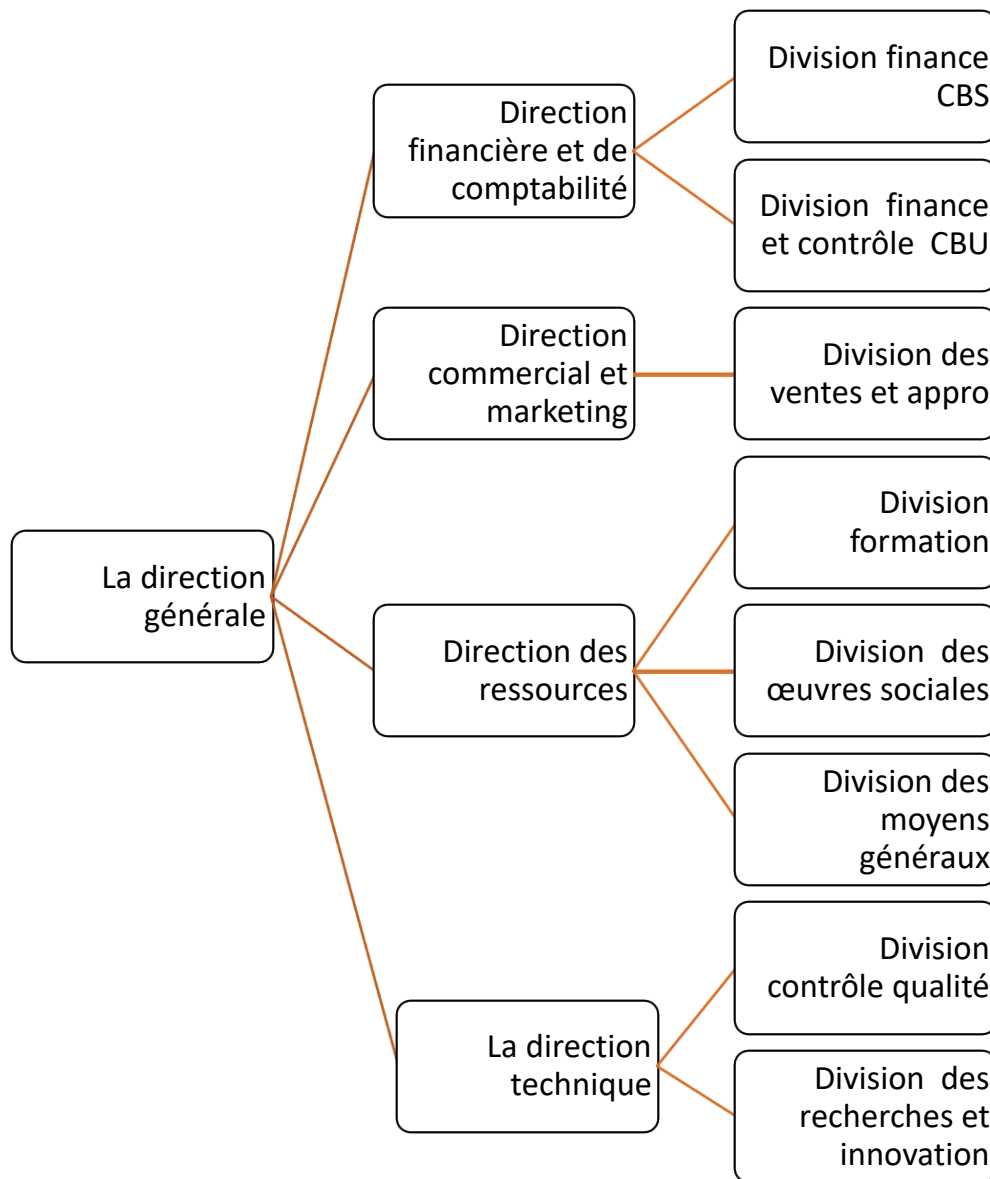 Division finance
CBS
Direction
financière et de
comptabilité
Division finance
et contrôle CBU
Direction
commercial et
marketing
Division des
ventes et appro
Division
formation
La direction
générale
Direction des
ressources
Division des
œuvres sociales
Division des
moyens
généraux
Division
contrôle qualité
La direction
technique
Division des
recherches et
innovation